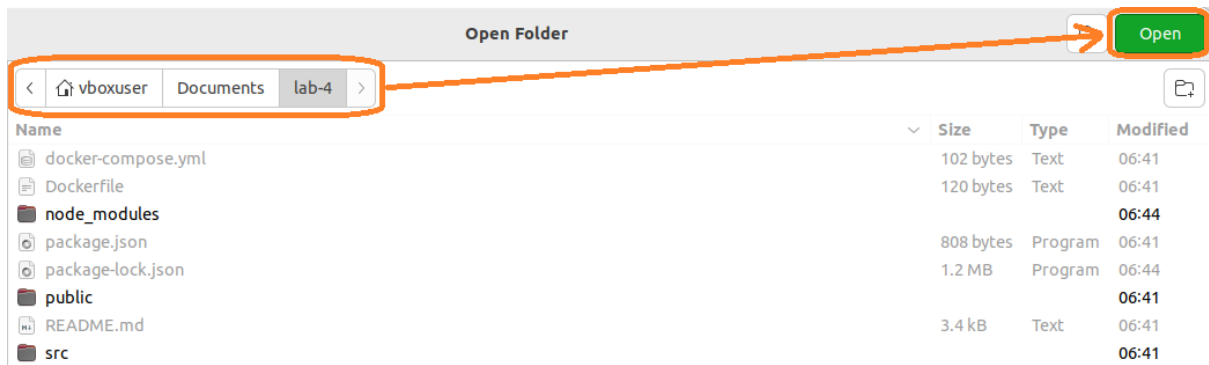 Open Folder
Open
vboxuser Documents lab-4
Name Size Type Modified
docker-compose.yml 102 bytes Text 06:41
Dockerfile 120 bytes Text 06:41
node_modules 06:44
package.json 808 bytes Program 06:41
package-lock.json 1.2 MB Program 06:44
public 06:41
README.md 3.4 kB Text 06:41
src 06:41